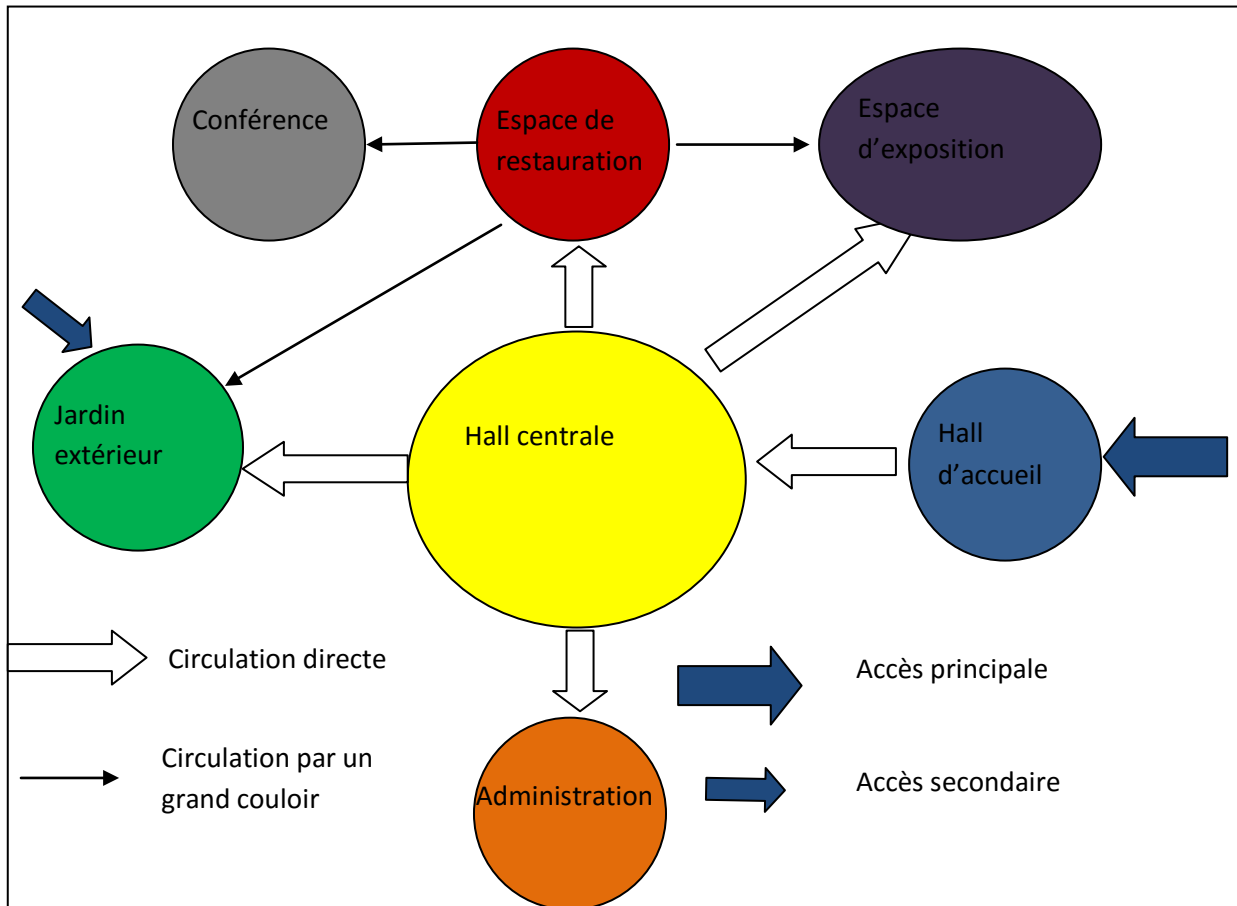 Conférence
Espace de
restauration
Espace
d’exposition
Jardin
extérieur
Hall centrale
Hall
d’accueil
Circulation directe
Accès principale
Circulation par un
grand couloir
Administration
Accès secondaire